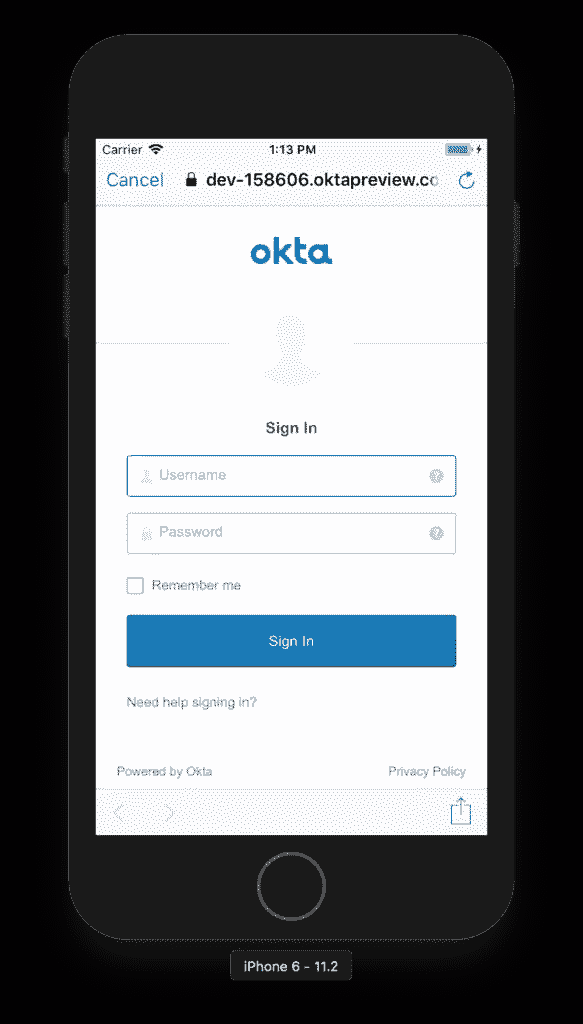 Carrier 1:13 PM
Cancel dev-158606.oktapreview.co
okta
Sign In
Username
Password
Remember me
Sign In
Need help signing in?
Powered by Okta Privacy Policy
iPhone 6 - 11.2